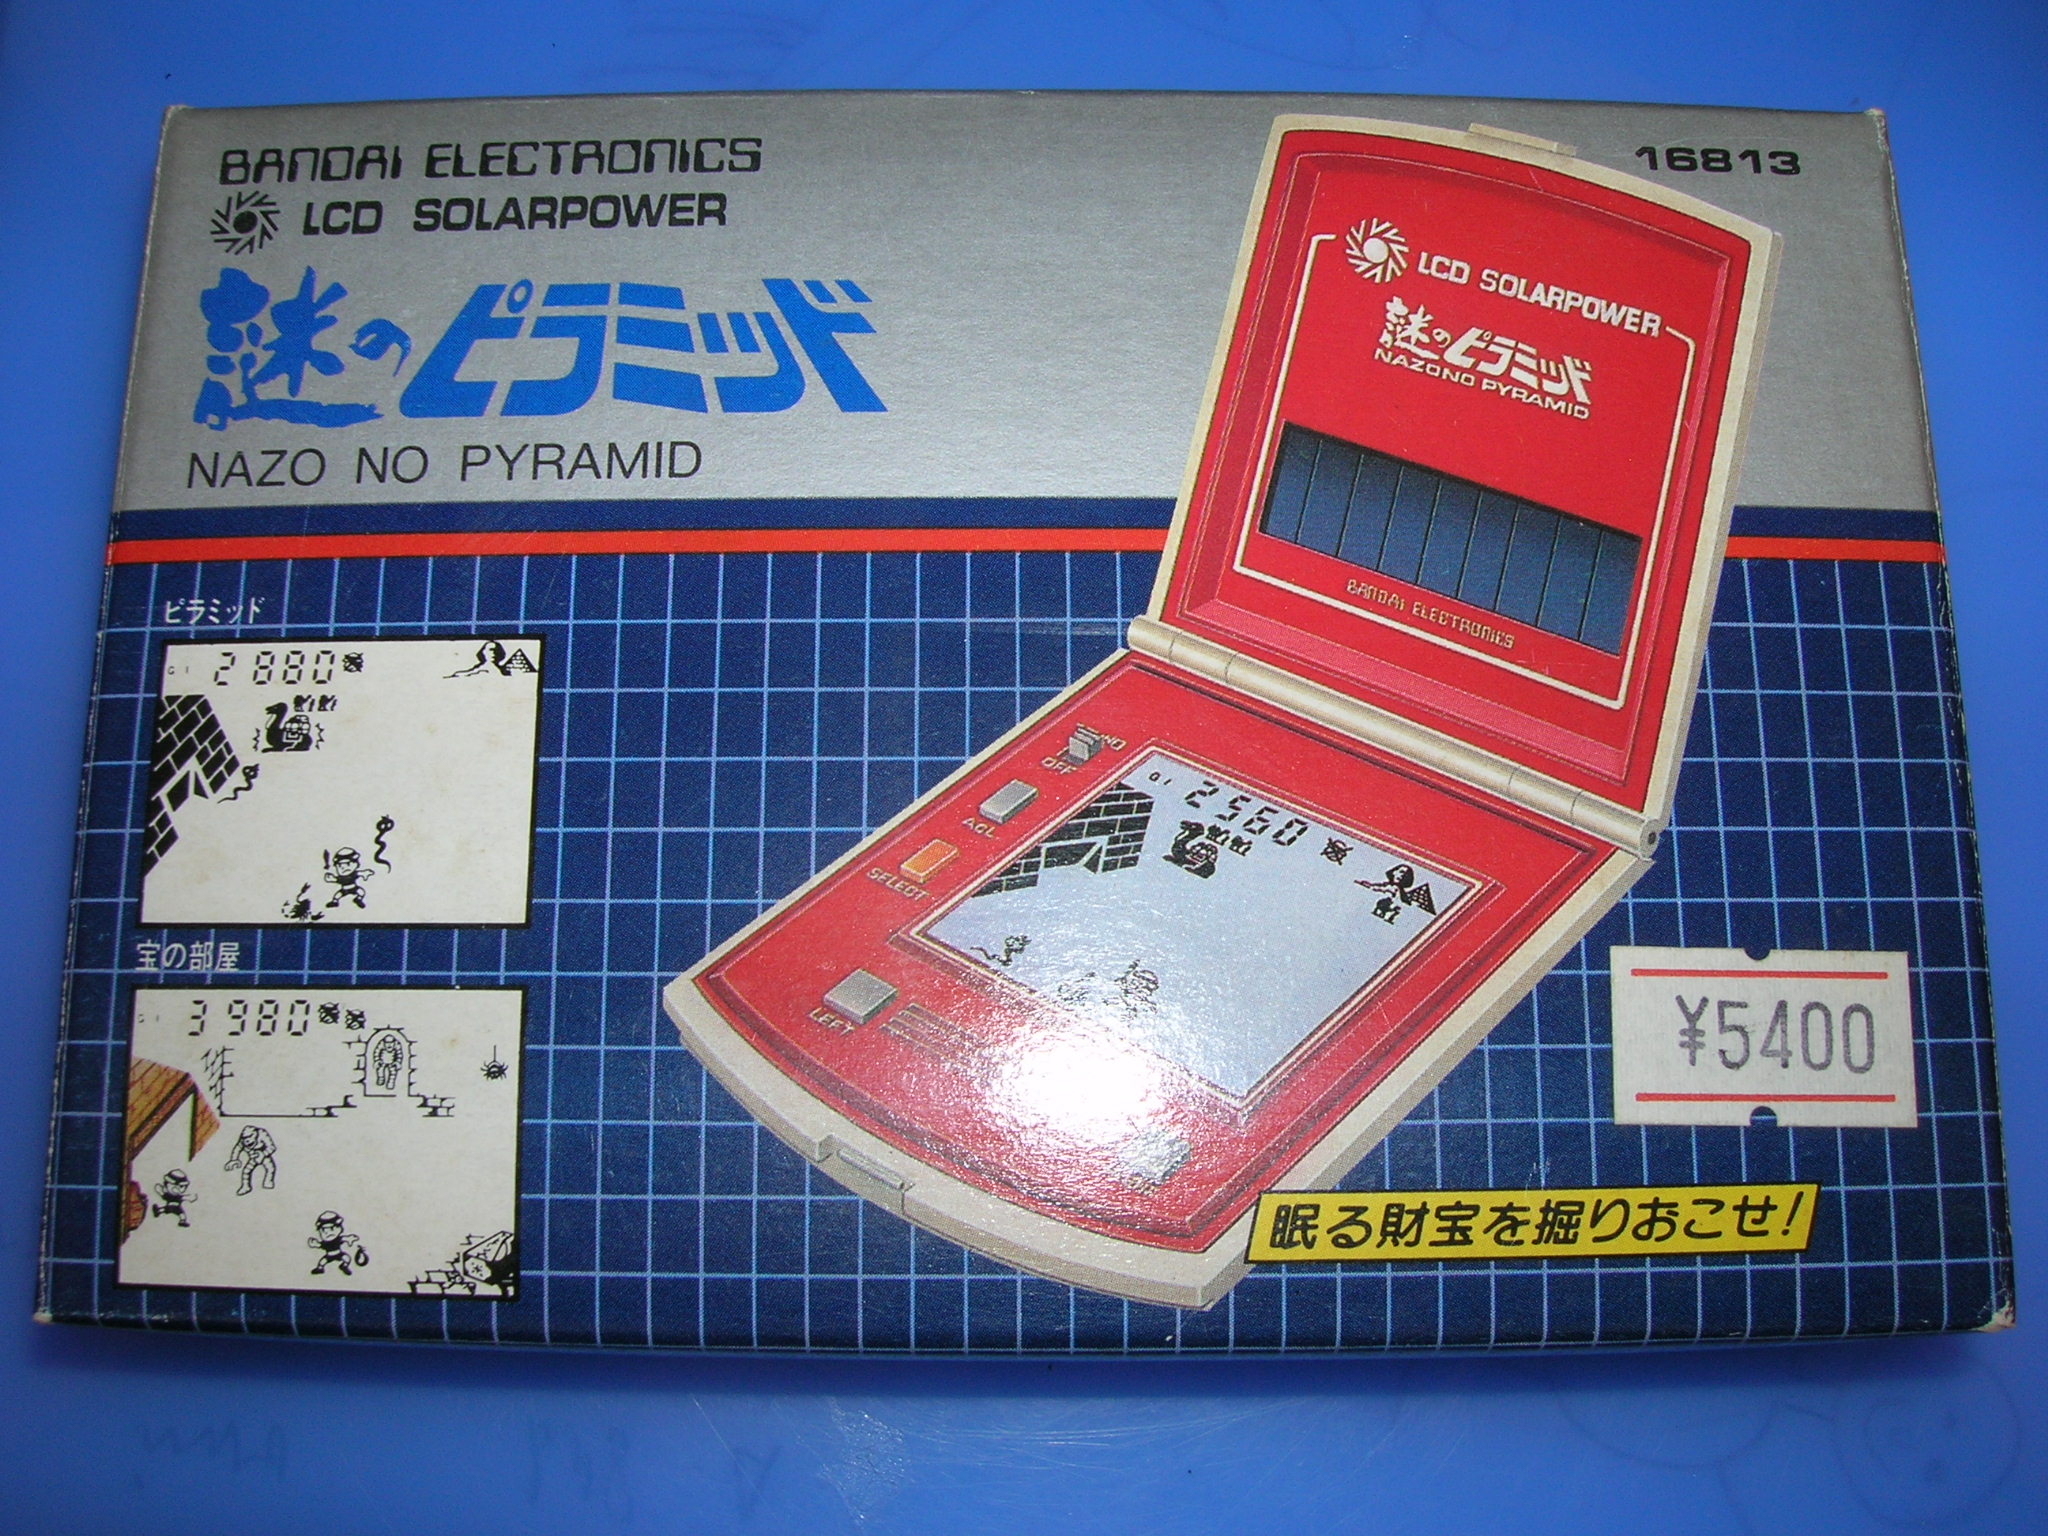 BANDAI ELECTRONICS
LCD SOLARPOWER
謎のピラミッド
NAZO NO PYRAMID
16813
LCD SOLARPOWER
謎のピラミッド
NAZO NO PYRAMID
BANDAI ELECTRONICS
ピラミッド
2880
宝の部屋
3980
OFF
ACL
SELECT
LEFT
2560
¥5400
眠る財宝を掘りおこせ!